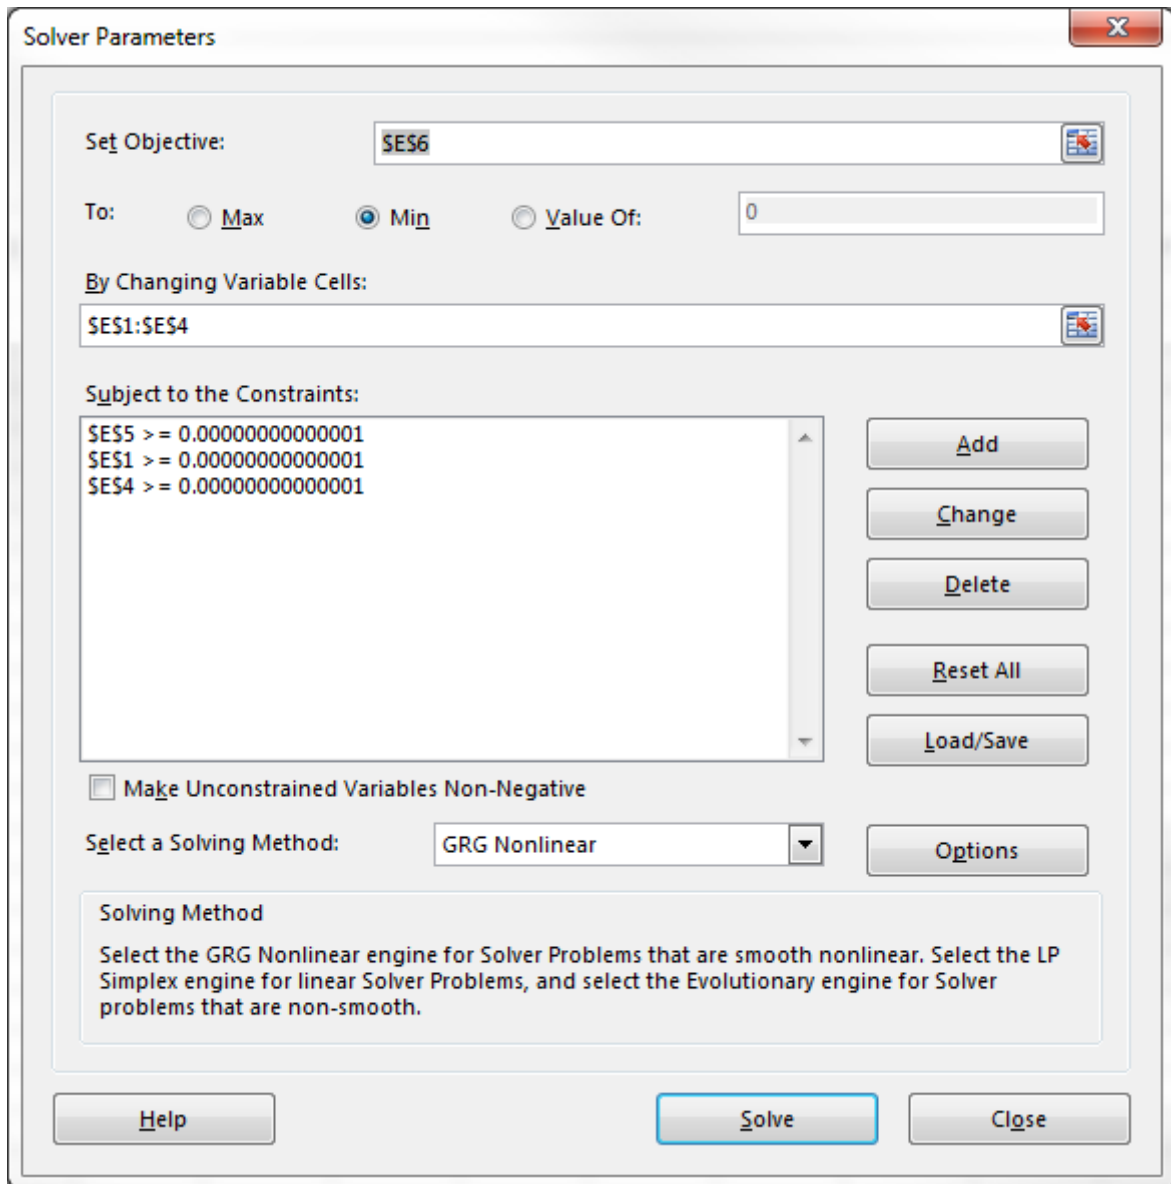 Solver Parameters
Set Objective: $E$6
To: Max Min Value Of: 0
By Changing Variable Cells:
$E$1:$E$4
Subject to the Constraints:
$E$5 >= 0.00000000000001
$E$1 >= 0.00000000000001
$E$4 >= 0.00000000000001
Add
Change
Delete
Reset All
Load/Save
Make Unconstrained Variables Non-Negative
Select a Solving Method: GRG Nonlinear Options
Solving Method
Select the GRG Nonlinear engine for Solver Problems that are smooth nonlinear. Select the LP
Simplex engine for linear Solver Problems, and select the Evolutionary engine for Solver
problems that are non-smooth.
Help Solve Close